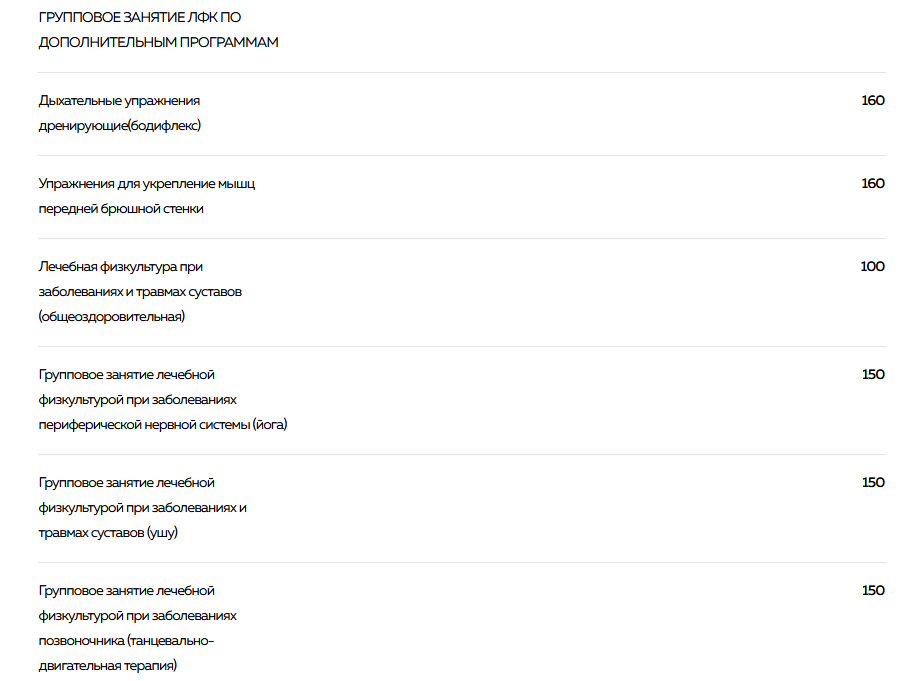 ГРУППОВОЕ ЗАНЯТИЕ ЛФК ПО
ДОПОЛНИТЕЛЬНЫМ ПРОГРАММАМ
Дыхательные упражнения 160
дренирующие(бодифлекс)
Упражнения для укрепление мышц 160
передней брюшной стенки
Лечебная физкультура при 100
заболеваниях и травмах суставов
(общеоздоровительная)
Групповое занятие лечебной 150
физкультурой при заболеваниях
периферической нервной системы (йога)
Групповое занятие лечебной 150
физкультурой при заболеваниях и
травмах суставов (ушу)
Групповое занятие лечебной 150
физкультурой при заболеваниях
позвоночника (танцевально-
двигательная терапия)